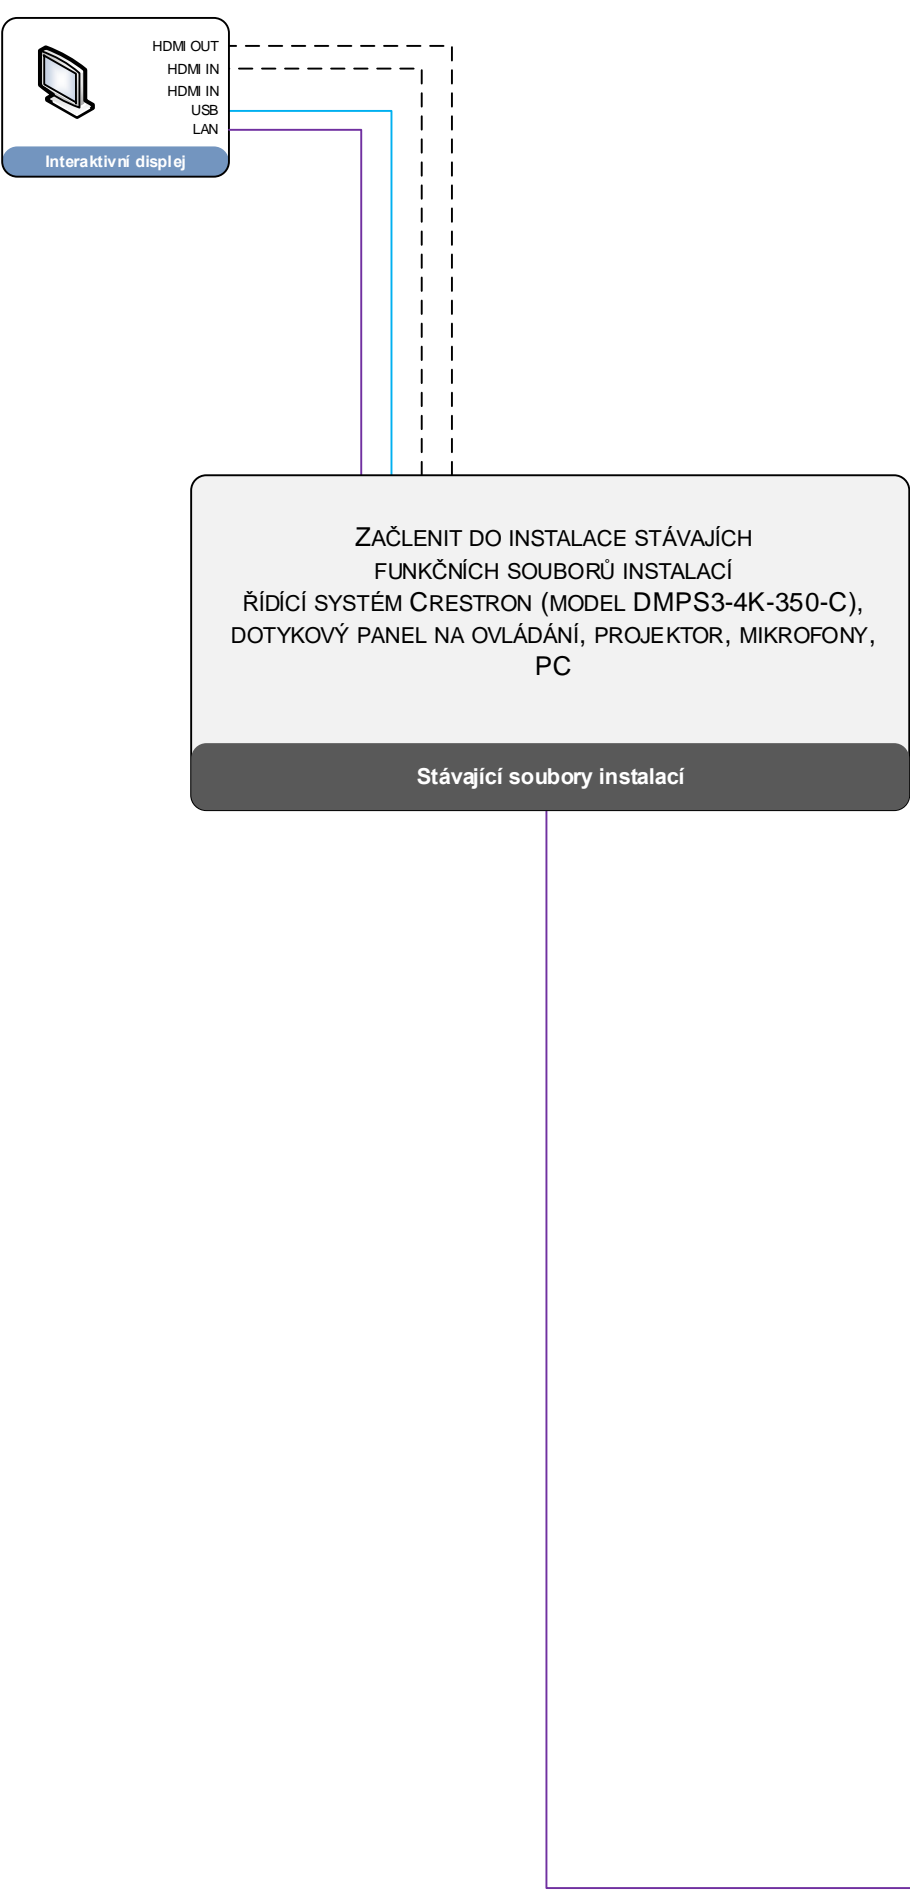 HDMI OUT
HDMI IN
HDMI IN
USB
LAN
Interaktivní displej
ZAČLENIT DO INSTALACE STÁVAJÍCH
FUNKČNÍCH SOUBORŮ INSTALACÍ
ŘÍDÍCÍ SYSTÉM CRESTRON (MODEL DMPS3-4K-350-C),
DOTYKOVÝ PANEL NA OVLÁDÁNÍ, PROJEKTOR, MIKROFONY,
PC
Stávající soubory instalací